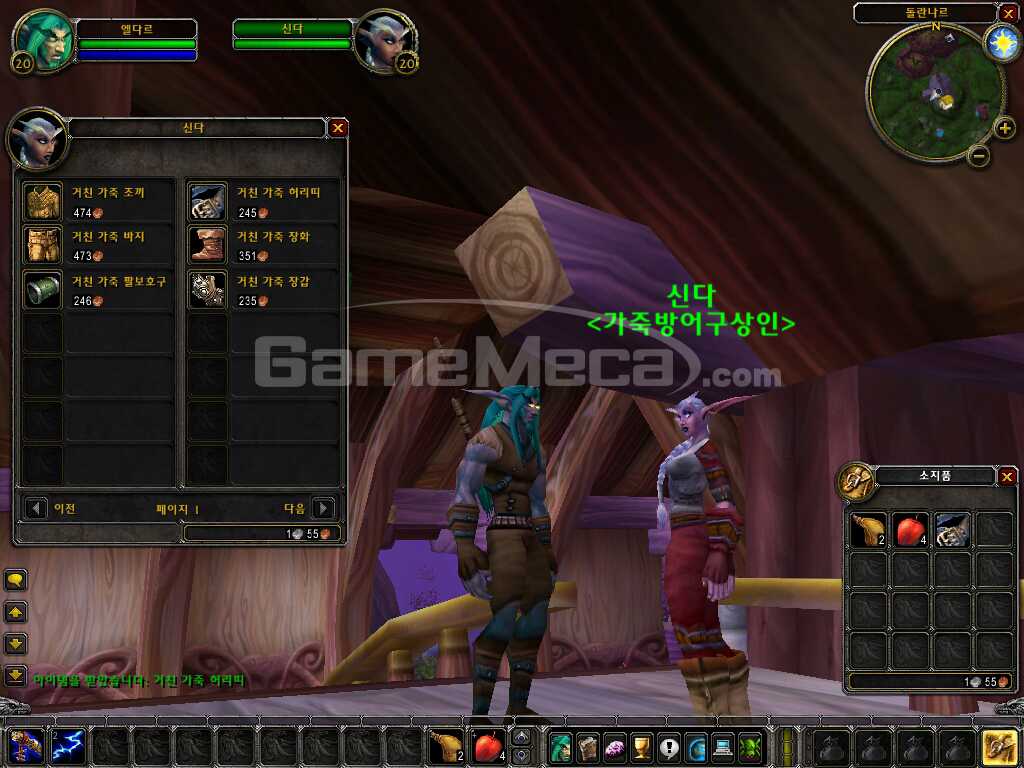 엘다르
20
신다
20
돌란나르
N
신다
거친 가죽 조끼
474
거친 가죽 허리띠
245
거친 가죽 바지
473
거친 가죽 장화
351
거친 가죽 팔보호구
246
거친 가죽 장갑
235
이전
페이지 1
다음
1 55
신다
<가죽방어구상인>
GameMeca.com
소지품
2
4
1 55
아이템을 받았습니다: 거친 가죽 허리띠
2
4